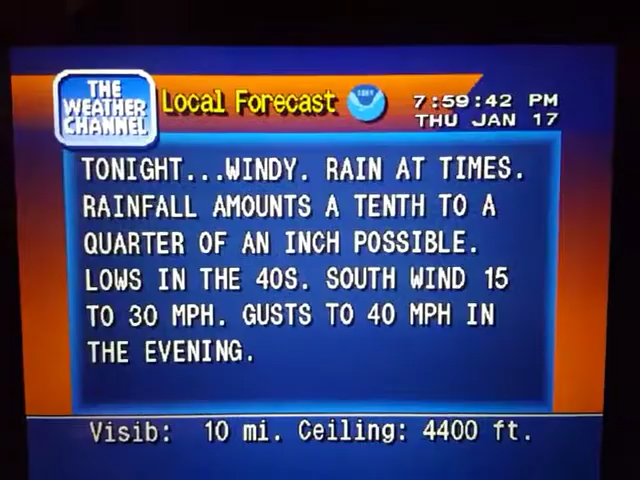 THE
WEATHER
CHANNEL
Local Forecast
7:59:42 PM
THU JAN 17
TONIGHT...WINDY. RAIN AT TIMES.
RAINFALL AMOUNTS A TENTH TO A
QUARTER OF AN INCH POSSIBLE.
LOWS IN THE 40S. SOUTH WIND 15
TO 30 MPH. GUSTS TO 40 MPH IN
THE EVENING.
Visib: 10 mi. Ceiling: 4400 ft.